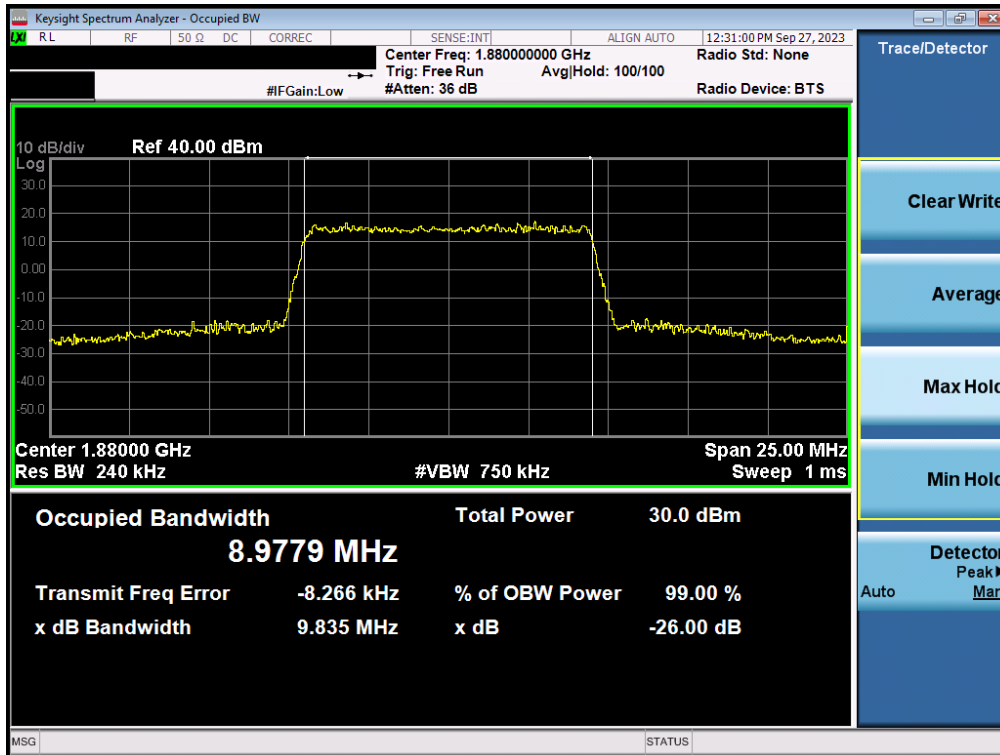 Keysight Spectrum Analyzer - Occupied BW
LXI RL RF 50 Ω DC CORREC SENSE:INT ALIGN AUTO 12:31:00 PM Sep 27, 2023
Center Freq: 1.880000000 GHz Radio Std: None
Trig: Free Run Avg|Hold: 100/100
#IFGain:Low #Atten: 36 dB Radio Device: BTS
Trace/Detector
10 dB/div Ref 40.00 dBm
Log
30.0
20.0
10.0
0.00
-10.0
-20.0
-30.0
-40.0
-50.0
Center 1.88000 GHz Span 25.00 MHz
Res BW 240 kHz #VBW 750 kHz Sweep 1 ms
Occupied Bandwidth Total Power 30.0 dBm
8.9779 MHz
Transmit Freq Error -8.266 kHz % of OBW Power 99.00 %
x dB Bandwidth 9.835 MHz x dB -26.00 dB
Clear Write
Average
Max Hold
Min Hold
Detector
Peak
Auto Man
MSG STATUS